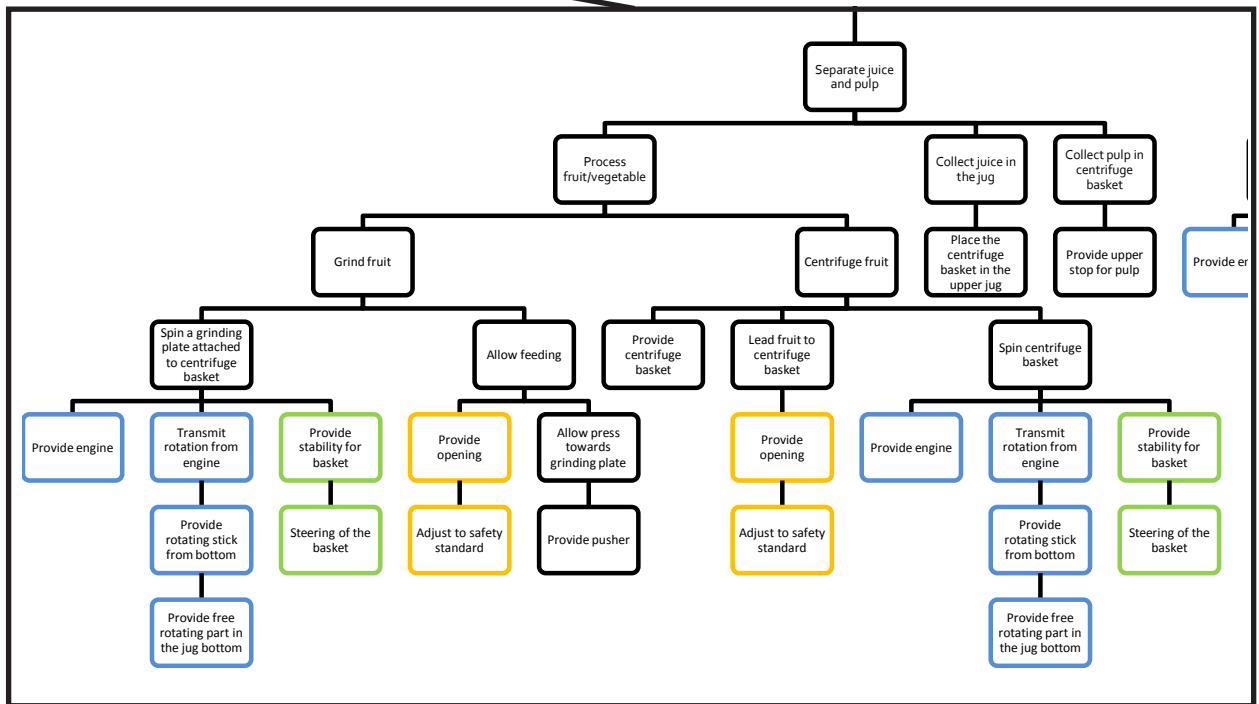 Separate juice
and pulp
Process
fruit/vegetable
Collect juice in
the jug
Collect pulp in
centrifuge
basket
Grind fruit
Centrifuge fruit
Place the
centrifuge
basket in the
upper jug
Provide upper
stop for pulp
Provide
Spin a grinding
plate attached
to centrifuge
basket
Allow feeding
Provide
centrifuge
basket
Lead fruit to
centrifuge
basket
Spin centrifuge
basket
Provide engine
Transmit
rotation from
engine
Provide
stability for
basket
Provide
opening
Allow press
towards
grinding plate
Provide
opening
Provide engine
Transmit
rotation from
engine
Provide
stability for
basket
Provide
rotating stick
from bottom
Steering of the
basket
Adjust to safety
standard
Provide pusher
Adjust to safety
standard
Provide
rotating stick
from bottom
Steering of the
basket
Provide free
rotating part in
the jug bottom
Provide free
rotating part in
the jug bottom